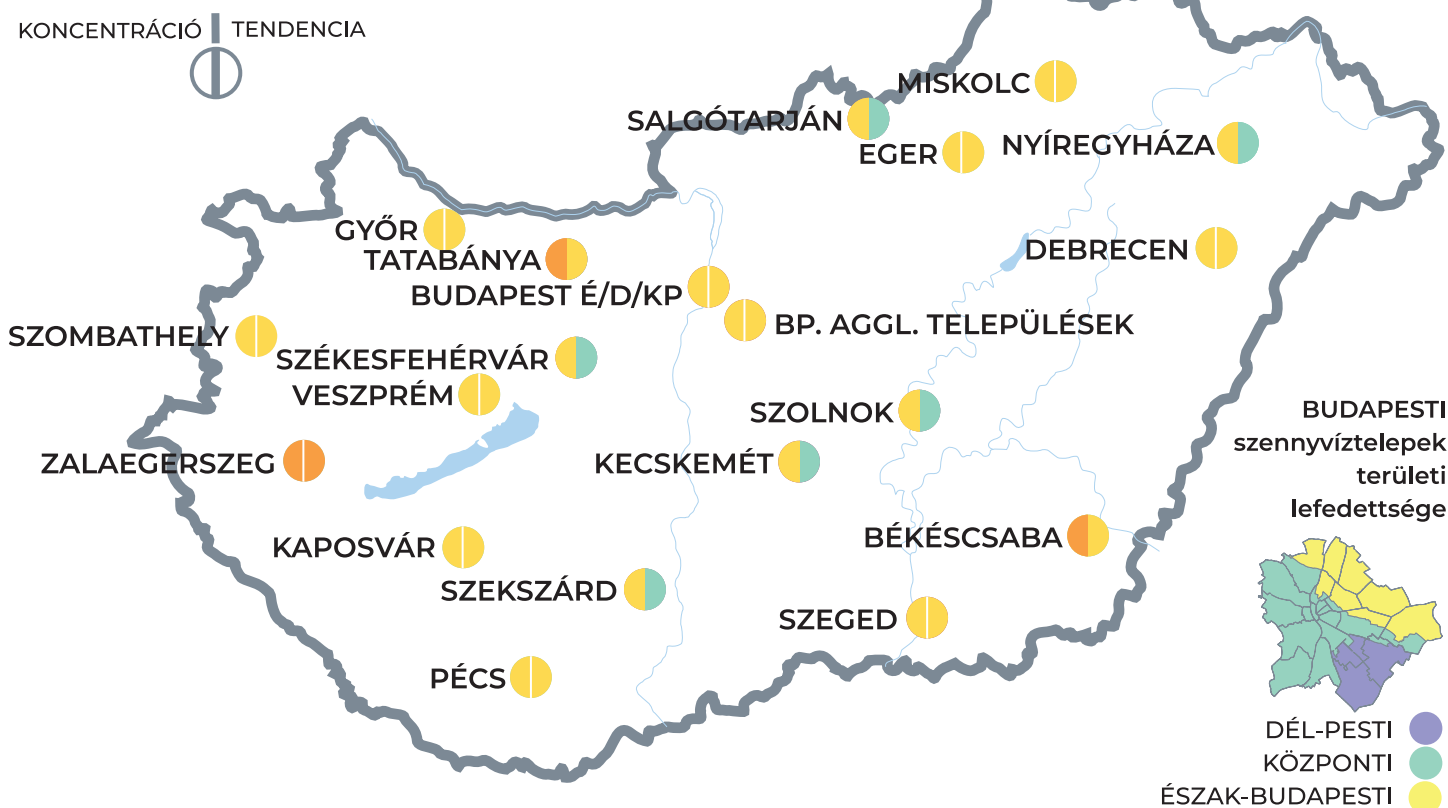 KONCENTRÁCIÓ TENDENCIA
MISKOLC
SALGÓTARJÁN
EGER
NYÍREGYHÁZA
GYŐR
TATABÁNYA
DEBRECEN
BUDAPEST É/D/KP
BP. AGGL. TELEPÜLÉSEK
SZOMBATHELY
SZÉKESFEHÉRVÁR
VESZPRÉM
SZOLNOK
ZALAEGERSZEG
KECSKEMÉT
BÉKÉSCSABA
KAPOSVÁR
SZEKSZÁRD
SZEGED
PÉCS
BUDAPESTI
szennyvíztelepek
területi
lefedettsége
DÉL-PESTI
KÖZPONTI
ÉSZAK-BUDAPESTI